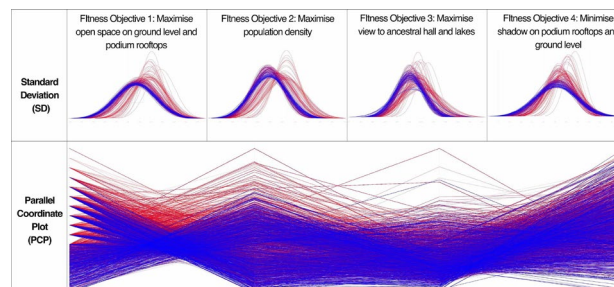 FItness Objective 1: Maximise
open space on ground level and
podium rooftops
FItness Objective 2: Maximise
population density
FItness Objective 3: Maximise
view to ancestral hall and lakes
FItness Objective 4: Minimise
shadow on podium rooftops an
ground level
Standard
Deviation
(SD)
Parallel
Coordinate
Plot
(PCP)